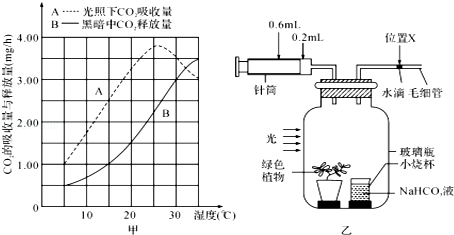 A ---- 光照下CO₂吸收量
B — 黑暗中CO₂释放量
CO₂的吸收量与释放量(mg/h)
4.00
3.00
2.00
1.00
0
A
B
10
20
30
湿度(℃)
甲
0.6mL
0.2mL
位置X
针筒
水滴 毛细管
光
绿色
植物
玻璃瓶
小烧杯
NaHCO₃液
乙